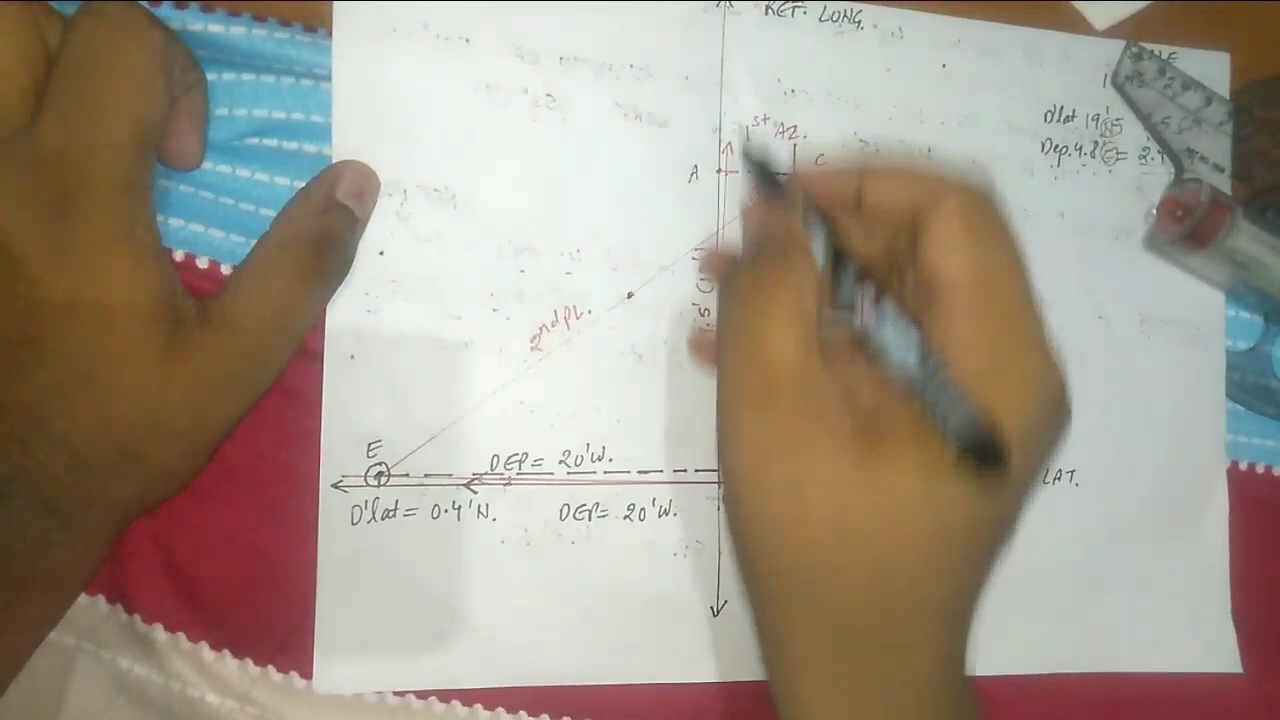 REF. LONG.
D'lat 19'
Dep. 4.8' E =
1st AZ.
A
C
2nd PL.
E
DEP = 20'W.
LAT.
D'lat = 0.4'N. DEP = 20'W.